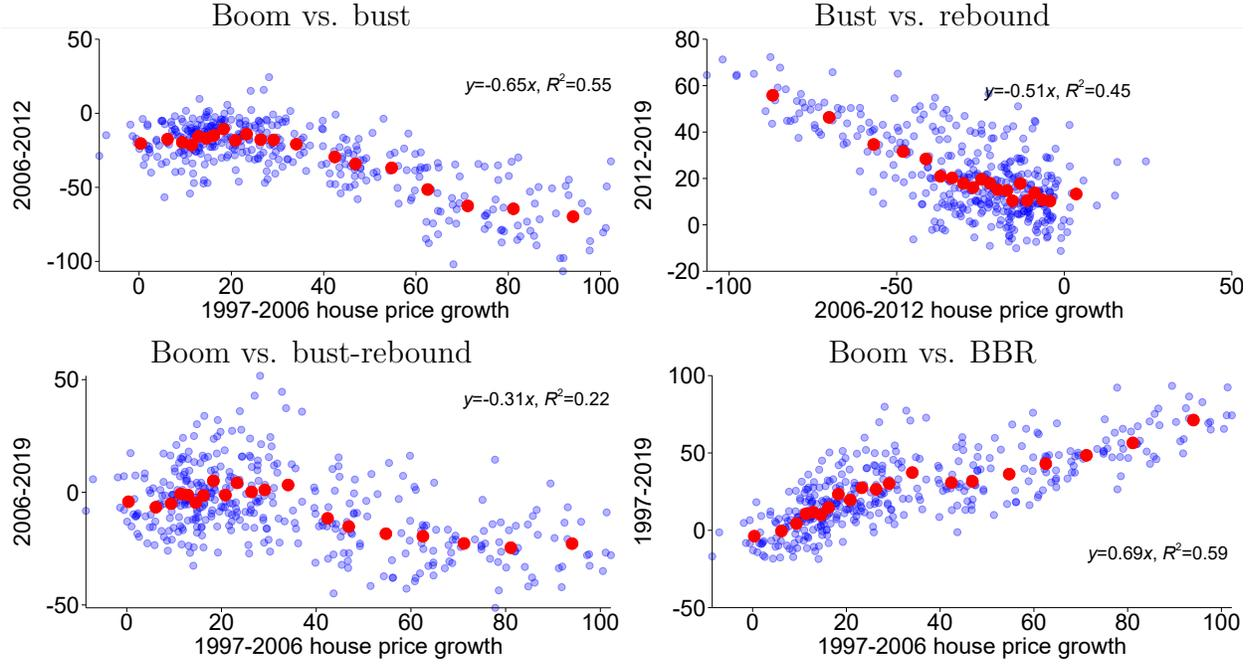 Boom vs. bust
50
0
-50
-100
2006-2012
y=-0.65x, R²=0.55
0 20 40 60 80 100
1997-2006 house price growth
Bust vs. rebound
80
60
40
20
0
-20
2012-2019
y=-0.51x, R²=0.45
-100 -50 0 50
2006-2012 house price growth
Boom vs. bust-rebound
50
0
-50
2006-2019
y=-0.31x, R²=0.22
0 20 40 60 80 100
1997-2006 house price growth
Boom vs. BBR
100
50
0
-50
1997-2019
y=0.69x, R²=0.59
0 20 40 60 80 100
1997-2006 house price growth